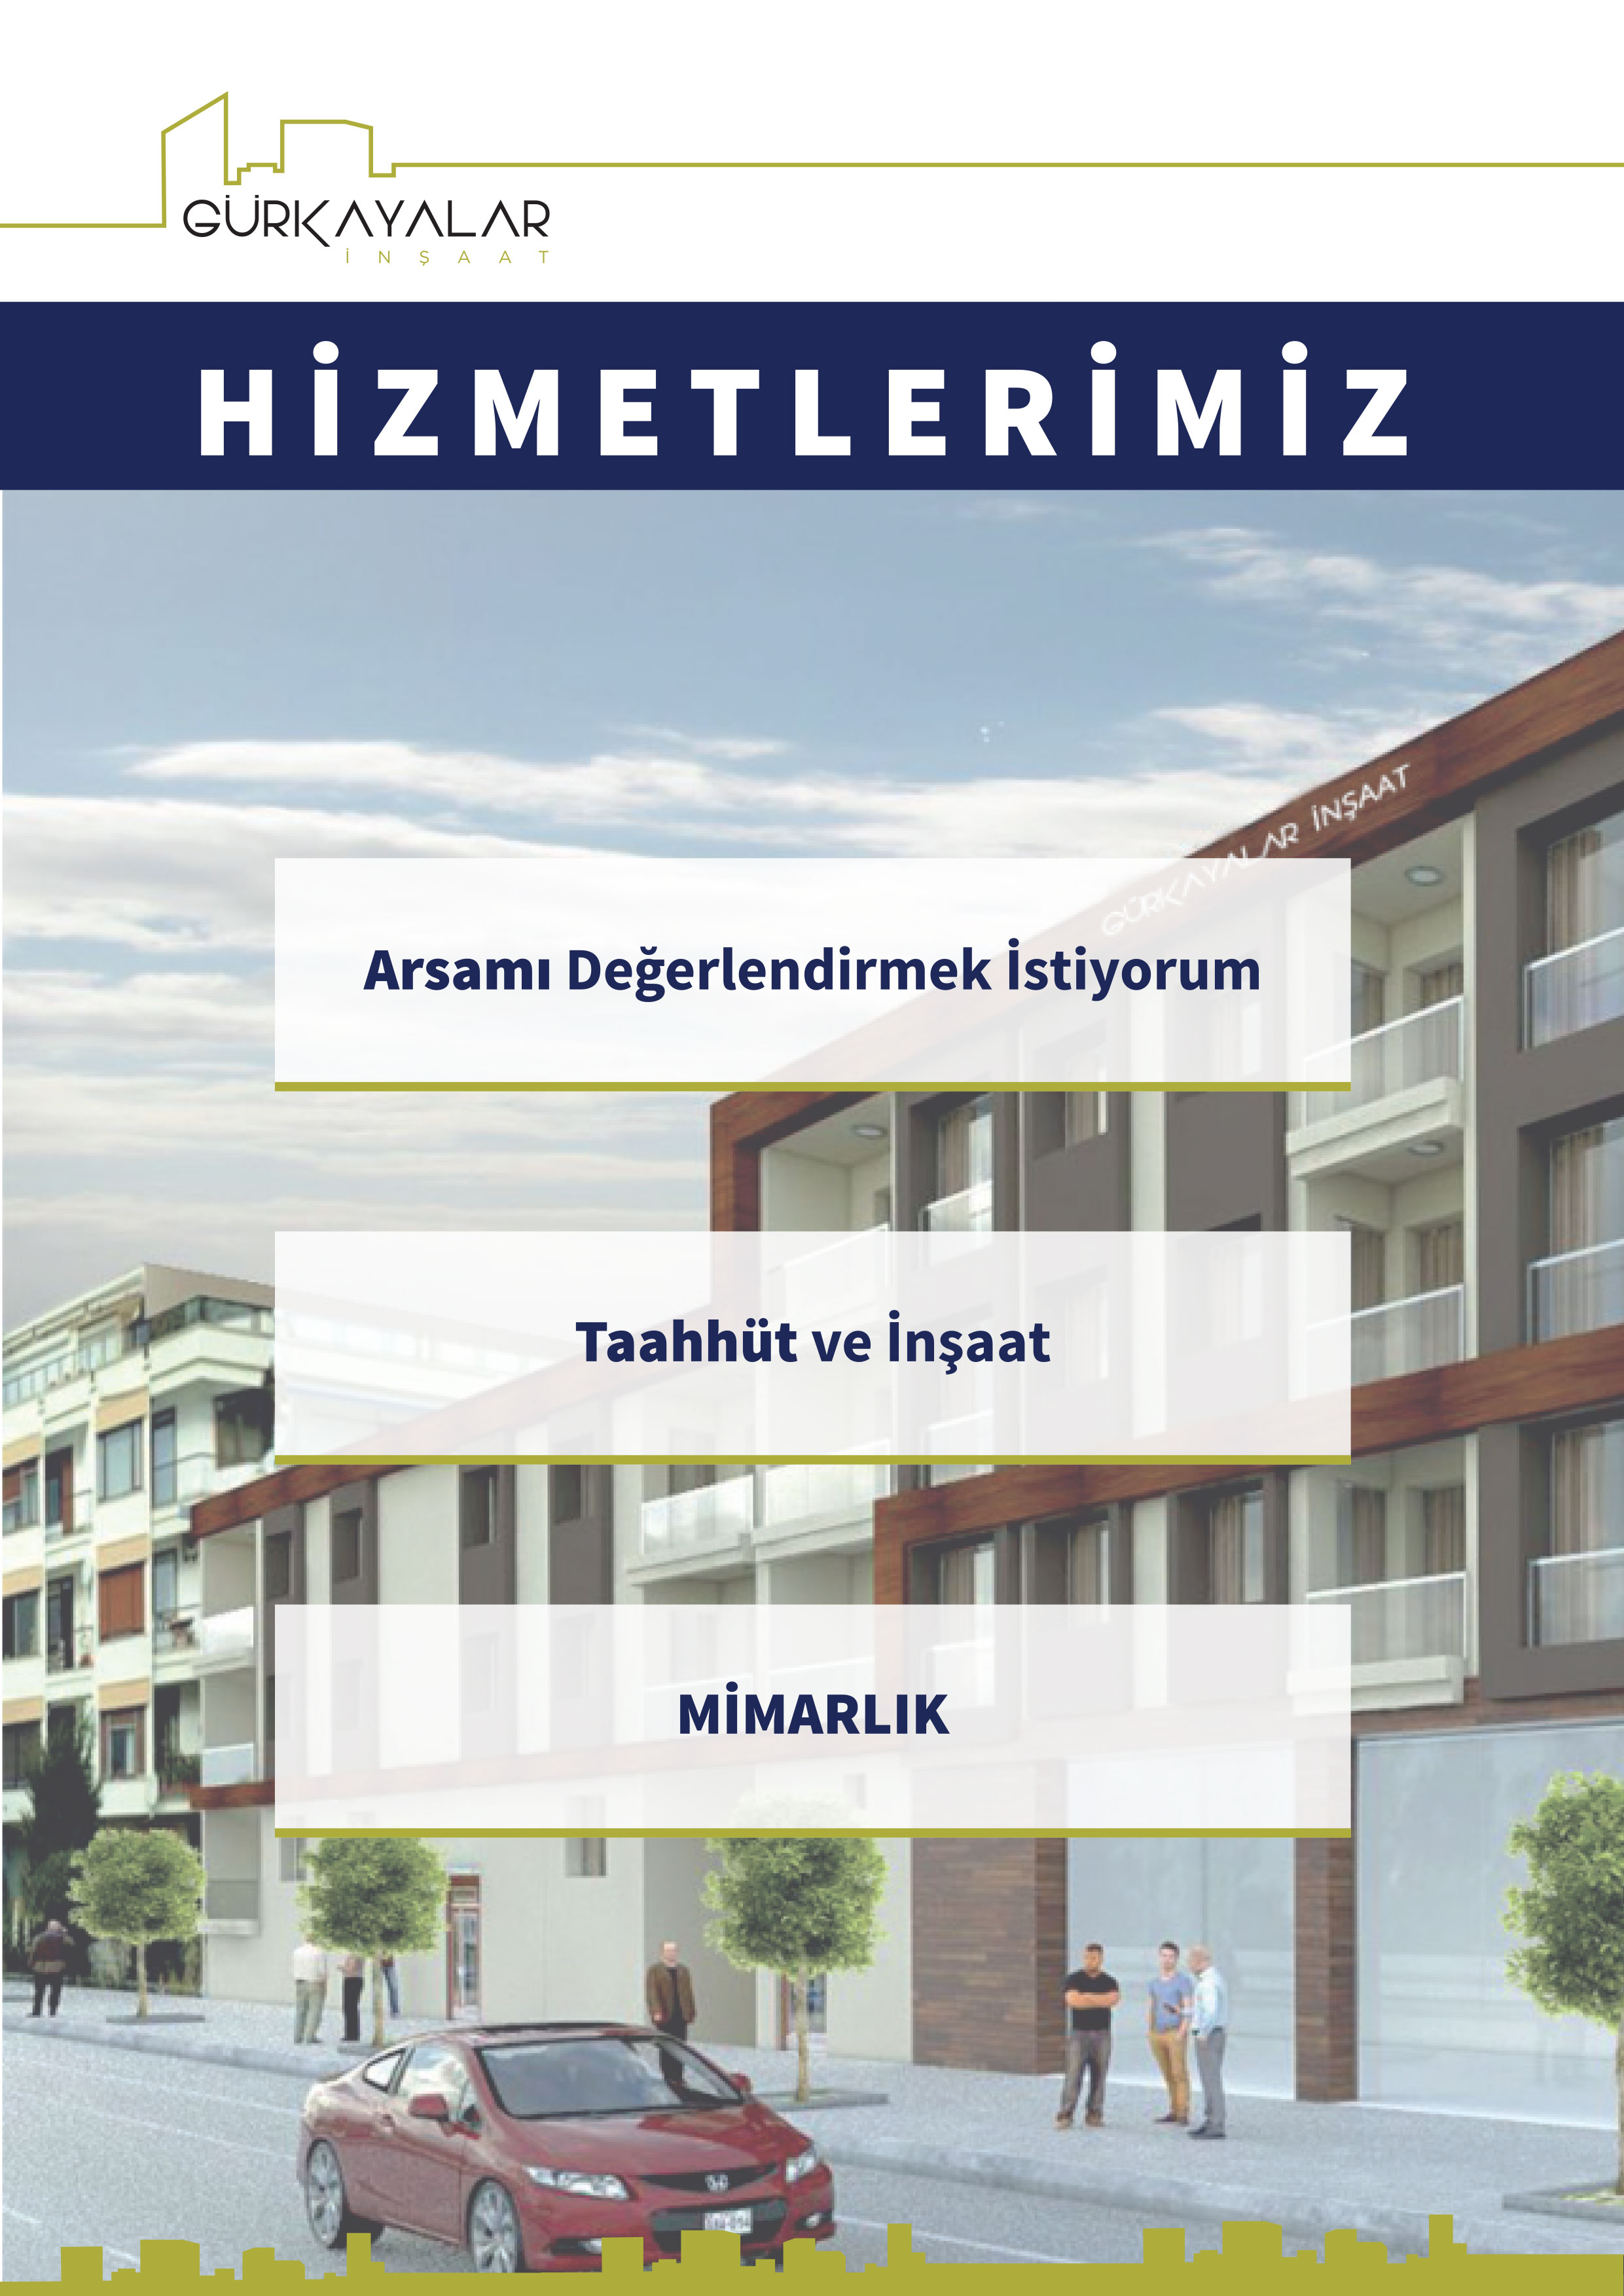 GÜRKAYALAR
İNŞAAT
HİZMETLERİMİZ
GÜRKAYALAR İNŞAAT
Arsamı Değerlendirmek İstiyorum
Taahhüt ve İnşaat
MİMARLIK